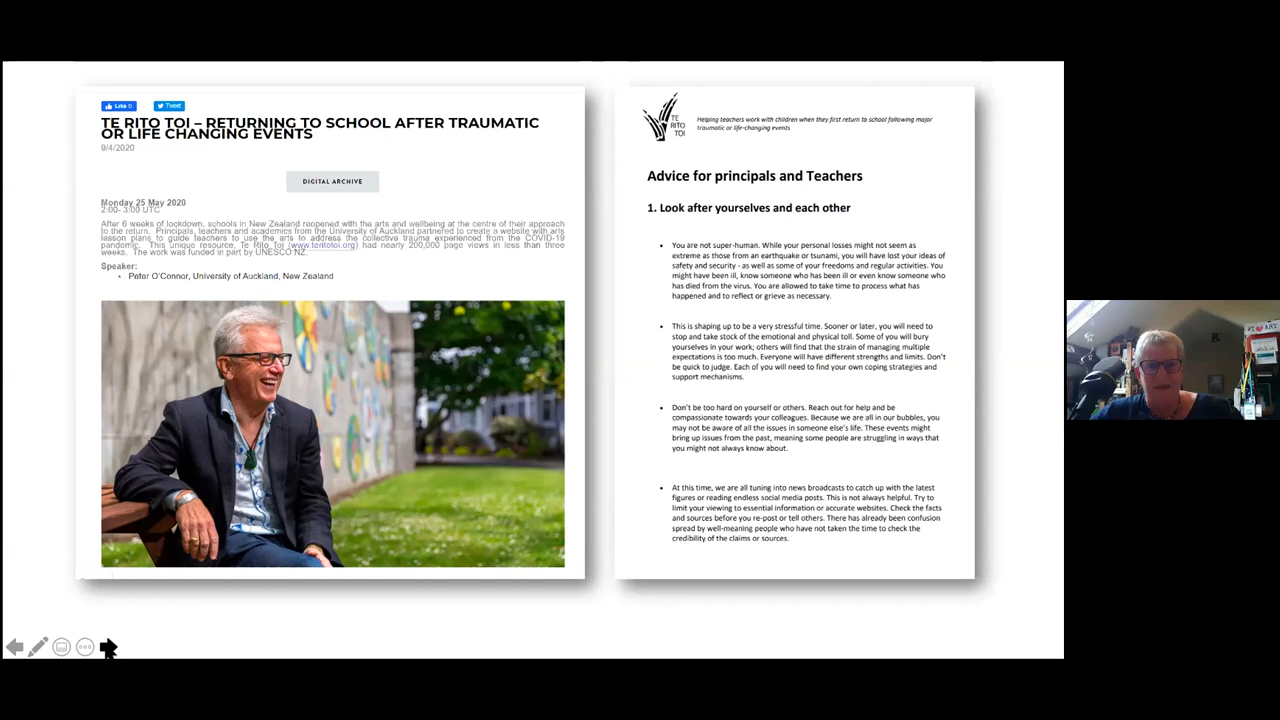 Like 0
Tweet
TE RITO TOI – RETURNING TO SCHOOL AFTER TRAUMATIC
OR LIFE CHANGING EVENTS
9/4/2020
DIGITAL ARCHIVE
Monday 25 May 2020
2:00- 3:00 UTC
After 6 weeks of lockdown, schools in New Zealand reopened with the arts and wellbeing at the centre of their approach
to the return. Principals, teachers and academics from the University of Auckland partnered to create a website with arts
lesson plans to guide teachers to use the arts to address the collective trauma experienced from the COVID-19
pandemic. This unique resource, Te Rito Toi (www.teritotoi.org) had nearly 200,000 page views in less than three
weeks. The work was funded in part by UNESCO NZ.
Speaker:
• Peter O'Connor, University of Auckland, New Zealand
TE
RITO
TOI
Helping teachers work with children when they first return to school following major
traumatic or life-changing events
Advice for principals and Teachers
1. Look after yourselves and each other
• You are not super-human. While your personal losses might not seem as
extreme as those from an earthquake or tsunami, you will have lost your ideas of
safety and security - as well as some of your freedoms and regular activities. You
might have been ill, know someone who has been ill or even know someone who
has died from the virus. You are allowed to take time to process what has
happened and to reflect or grieve as necessary.
• This is shaping up to be a very stressful time. Sooner or later, you will need to
stop and take stock of the emotional and physical toll. Some of you will bury
yourselves in your work; others will find that the strain of managing multiple
expectations is too much. Everyone will have different strengths and limits. Don't
be quick to judge. Each of you will need to find your own coping strategies and
support mechanisms.
• Don't be too hard on yourself or others. Reach out for help and be
compassionate towards your colleagues. Because we are all in our bubbles, you
may not be aware of all the issues in someone else's life. These events might
bring up issues from the past, meaning some people are struggling in ways that
you might not always know about.
• At this time, we are all tuning into news broadcasts to catch up with the latest
figures or reading endless social media posts. This is not always helpful. Try to
limit your viewing to essential information or accurate websites. Check the facts
and sources before you re-post or tell others. There has already been confusion
spread by well-meaning people who have not taken the time to check the
credibility of the claims or sources.
ART